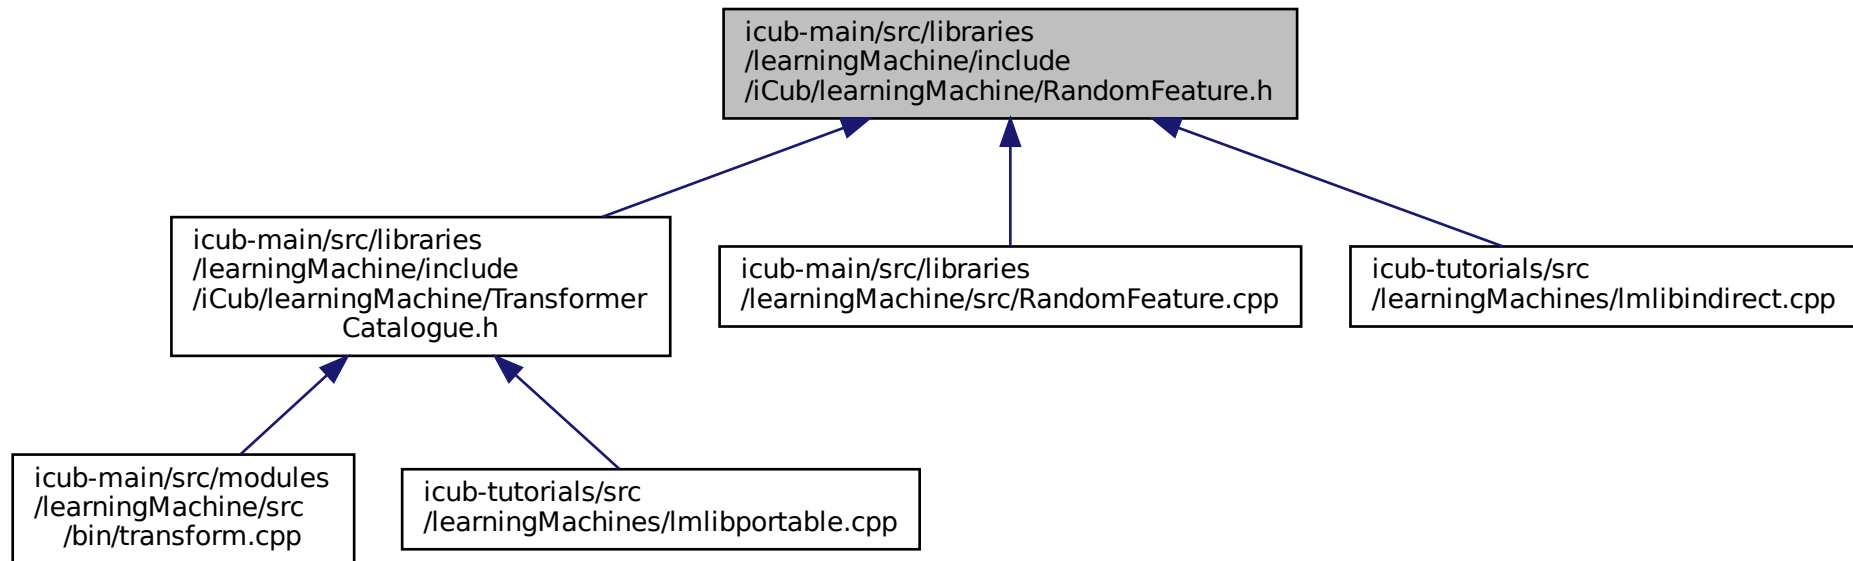 icub-main/src/libraries
/learningMachine/include
/iCub/learningMachine/RandomFeature.h
icub-main/src/libraries
/learningMachine/include
/iCub/learningMachine/Transformer
Catalogue.h
icub-main/src/libraries
/learningMachine/src/RandomFeature.cpp
icub-tutorials/src
/learningMachines/lmlibindirect.cpp
icub-main/src/modules
/learningMachine/src
/bin/transform.cpp
icub-tutorials/src
/learningMachines/lmlibportable.cpp